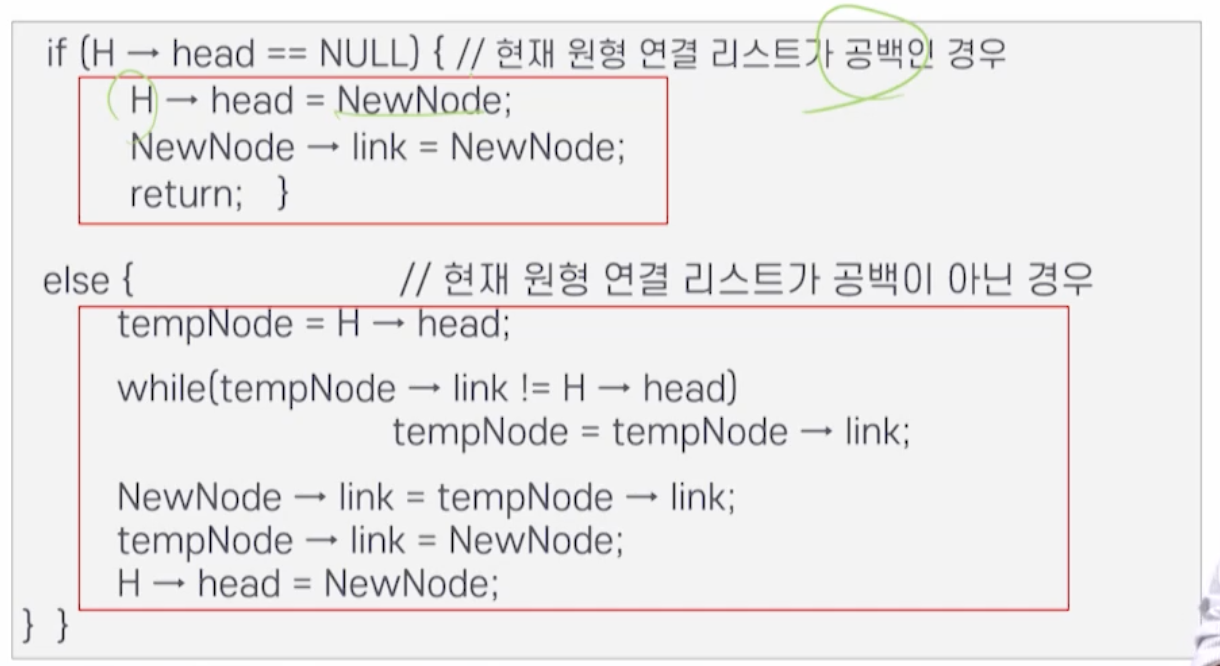 if (H → head == NULL) { // 현재 원형 연결 리스트가 공백인 경우
H → head = NewNode;
NewNode → link = NewNode;
return; }
else { // 현재 원형 연결 리스트가 공백이 아닌 경우
tempNode = H → head;
while(tempNode → link != H → head)
tempNode = tempNode → link;
NewNode → link = tempNode → link;
tempNode → link = NewNode;
H → head = NewNode;
} }